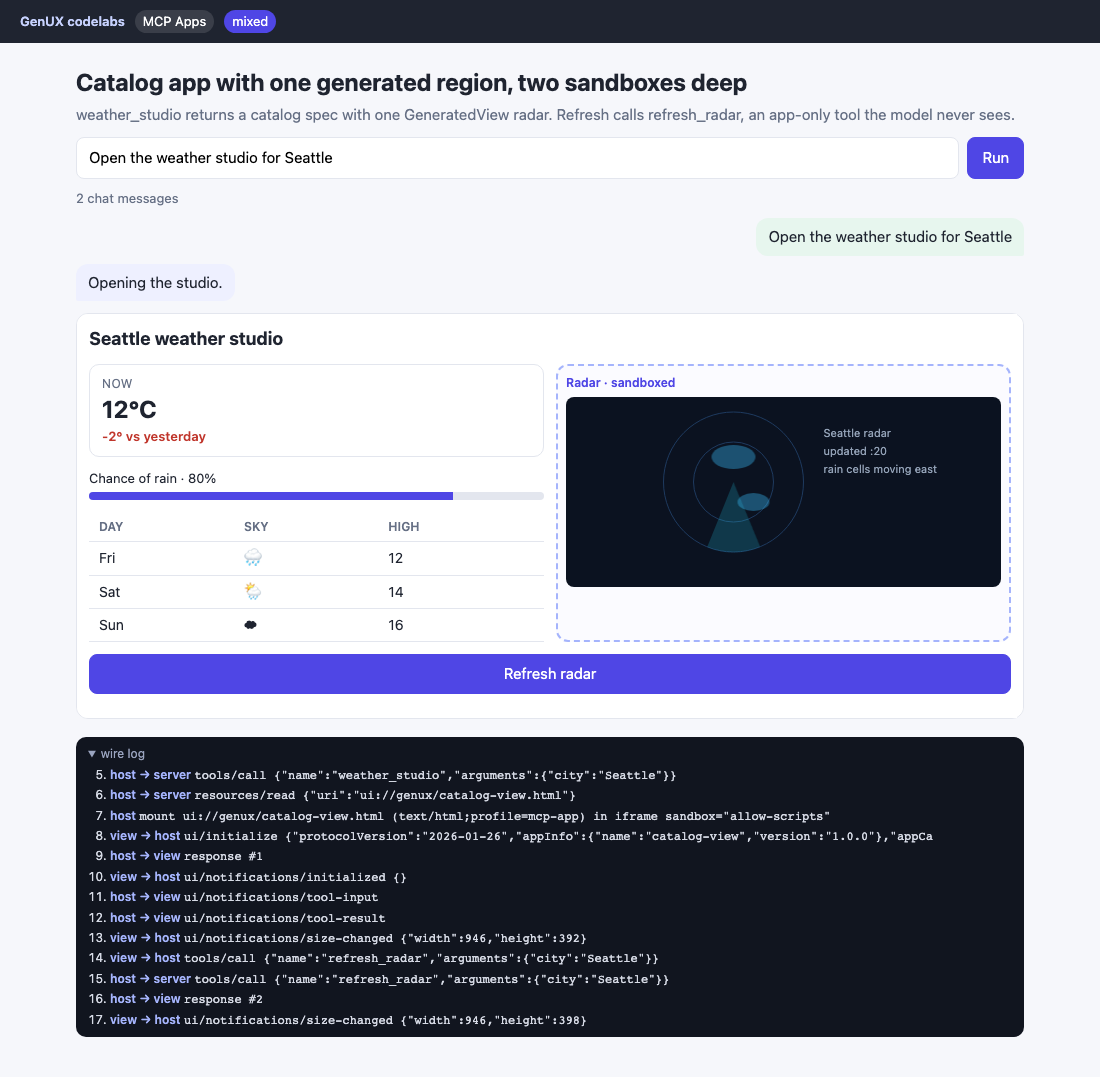 GenUX codelabs MCP Apps mixed
Catalog app with one generated region, two sandboxes deep
weather_studio returns a catalog spec with one GeneratedView radar. Refresh calls refresh_radar, an app-only tool the model never sees.
Open the weather studio for Seattle Run
2 chat messages
Open the weather studio for Seattle
Opening the studio.
Seattle weather studio
NOW
12°C
-2° vs yesterday
Chance of rain · 80%
DAY SKY HIGH
Fri 12
Sat 14
Sun 16
Radar · sandboxed
Seattle radar
updated :20
rain cells moving east
Refresh radar
▼ wire log
5. host → server tools/call {"name":"weather_studio","arguments":{"city":"Seattle"}}
6. host → server resources/read {"uri":"ui://genux/catalog-view.html"}
7. host mount ui://genux/catalog-view.html (text/html;profile=mcp-app) in iframe sandbox="allow-scripts"
8. view → host ui/initialize {"protocolVersion":"2026-01-26","appInfo":{"name":"catalog-view","version":"1.0.0"},"appCa
9. host → view response #1
10. view → host ui/notifications/initialized {}
11. host → view ui/notifications/tool-input
12. host → view ui/notifications/tool-result
13. view → host ui/notifications/size-changed {"width":946,"height":392}
14. view → host tools/call {"name":"refresh_radar","arguments":{"city":"Seattle"}}
15. host → server tools/call {"name":"refresh_radar","arguments":{"city":"Seattle"}}
16. host → view response #2
17. view → host ui/notifications/size-changed {"width":946,"height":398}